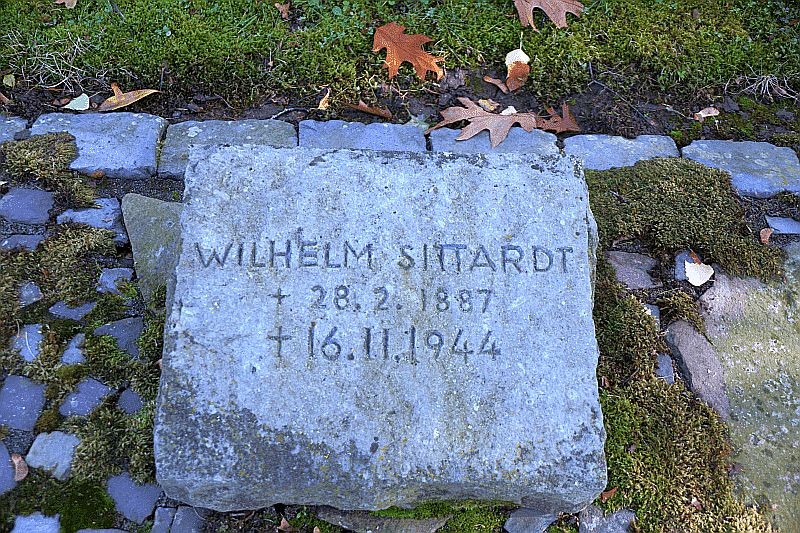 WILHELM SITTARDT
+ 28.2.1887
† 16.11.1944